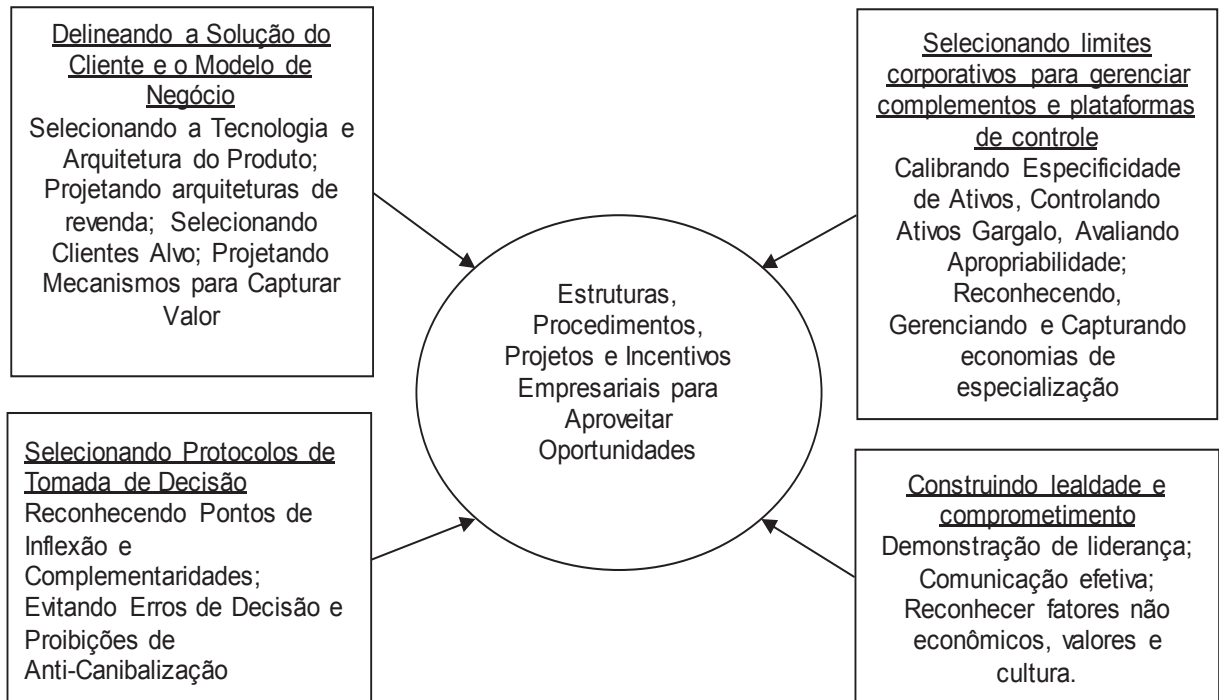 Delineando a Solução do
Cliente e o Modelo de
Negócio
Selecionando a Tecnologia e
Arquitetura do Produto;
Projetando arquiteturas de
revenda; Selecionando
Clientes Alvo; Projetando
Mecanismos para Capturar
Valor
Selecionando limites
corporativos para gerenciar
complementos e plataformas
de controle
Calibrando Especificidade
de Ativos, Controlando
Ativos Gargalo, Avaliando
Apropriabilidade;
Reconhecendo,
Gerenciando e Capturando
economias de
especialização
Estruturas,
Procedimentos,
Projetos e Incentivos
Empresariais para
Aproveitar
Oportunidades
Selecionando Protocolos de
Tomada de Decisão
Reconhecendo Pontos de
Inflexão e
Complementaridades;
Evitando Erros de Decisão e
Proibições de
Anti-Canibalização
Construindo lealdade e
comprometimento
Demonstração de liderança;
Comunicação efetiva;
Reconhecer fatores não
econômicos, valores e
cultura.